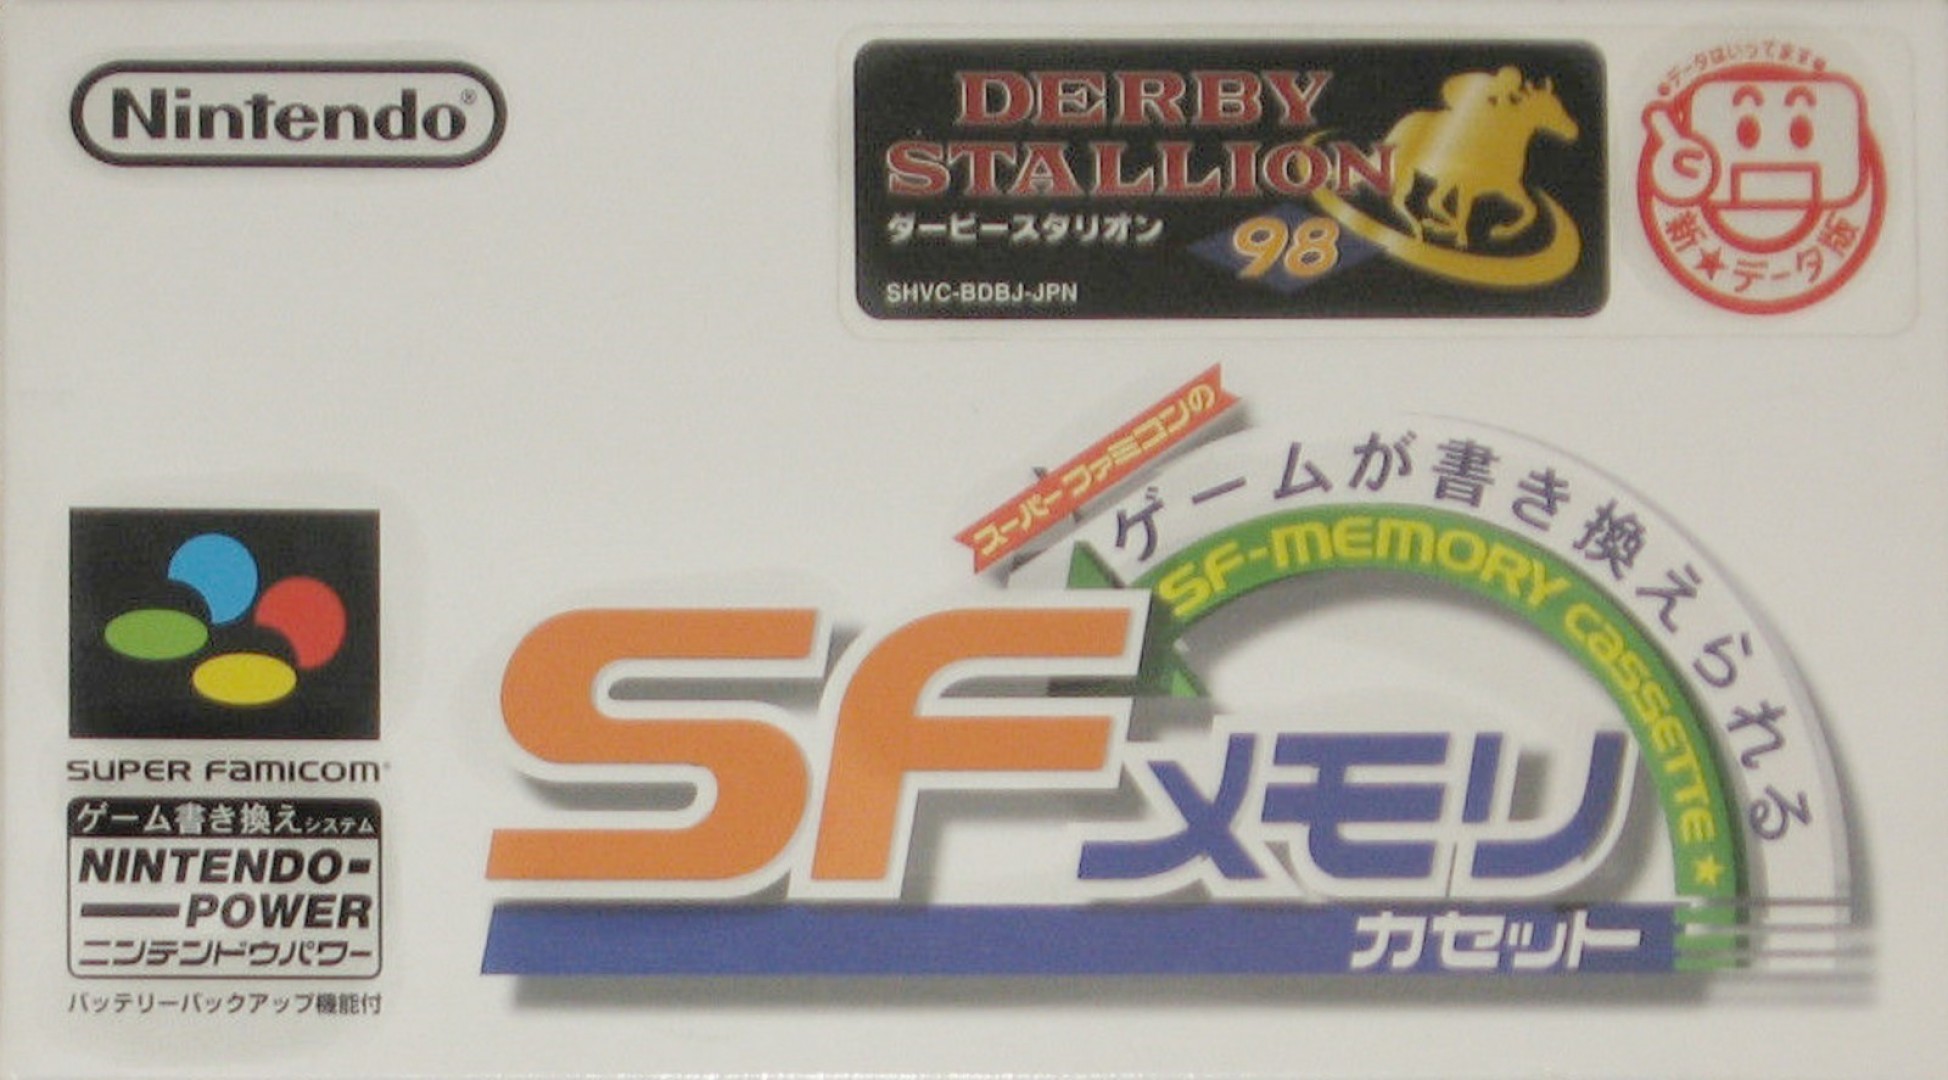 Nintendo®
DERBY
STALLION
ダービースタリオン
98
SHVC-BDBJ-JPN
データはいってます
新★データ版
スーパーファミコンの
ゲームが書き換えられる
SF-MEMORY CASSETTE★
SFメモリ
カセット
SUPER FAMICOM
ゲーム書き換えシステム
NINTENDO-
POWER
ニンテンドウパワー
バッテリーバックアップ機能付